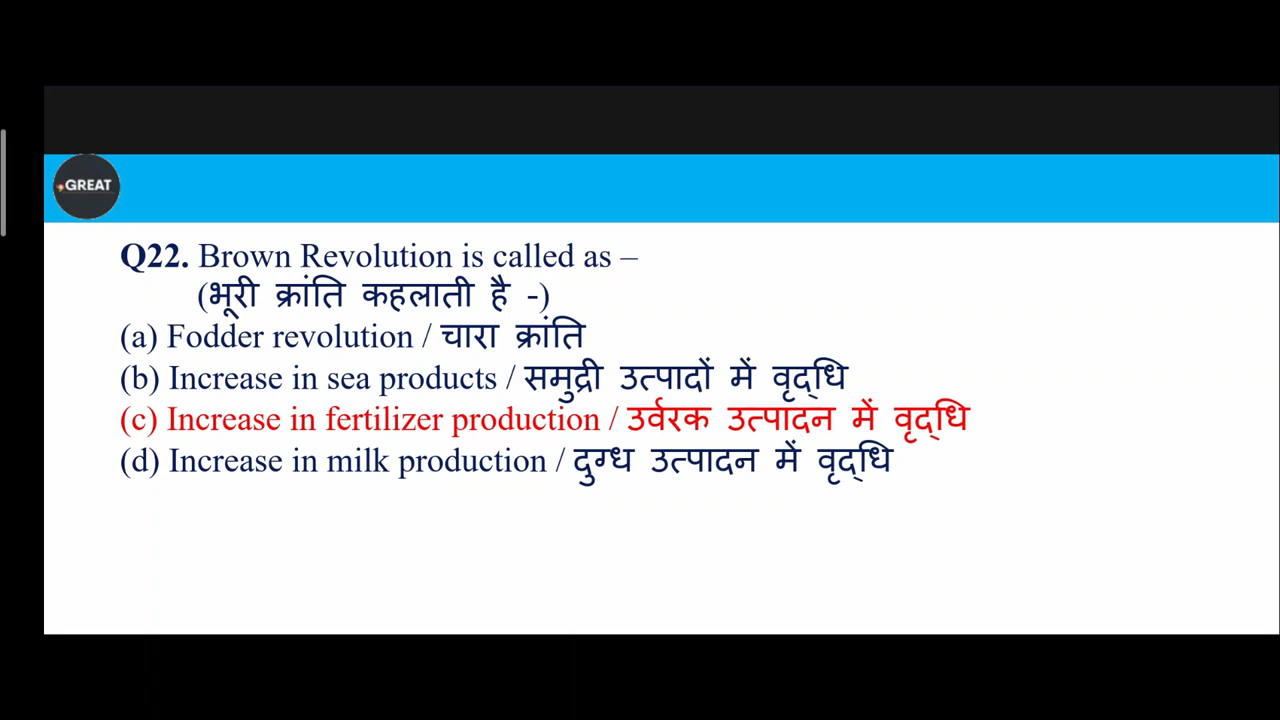 GREAT
Q22. Brown Revolution is called as –
(भूरी क्रांति कहलाती है -)
(a) Fodder revolution / चारा क्रांति
(b) Increase in sea products / समुद्री उत्पादों में वृद्धि
(c) Increase in fertilizer production / उर्वरक उत्पादन में वृद्धि
(d) Increase in milk production / दुग्ध उत्पादन में वृद्धि